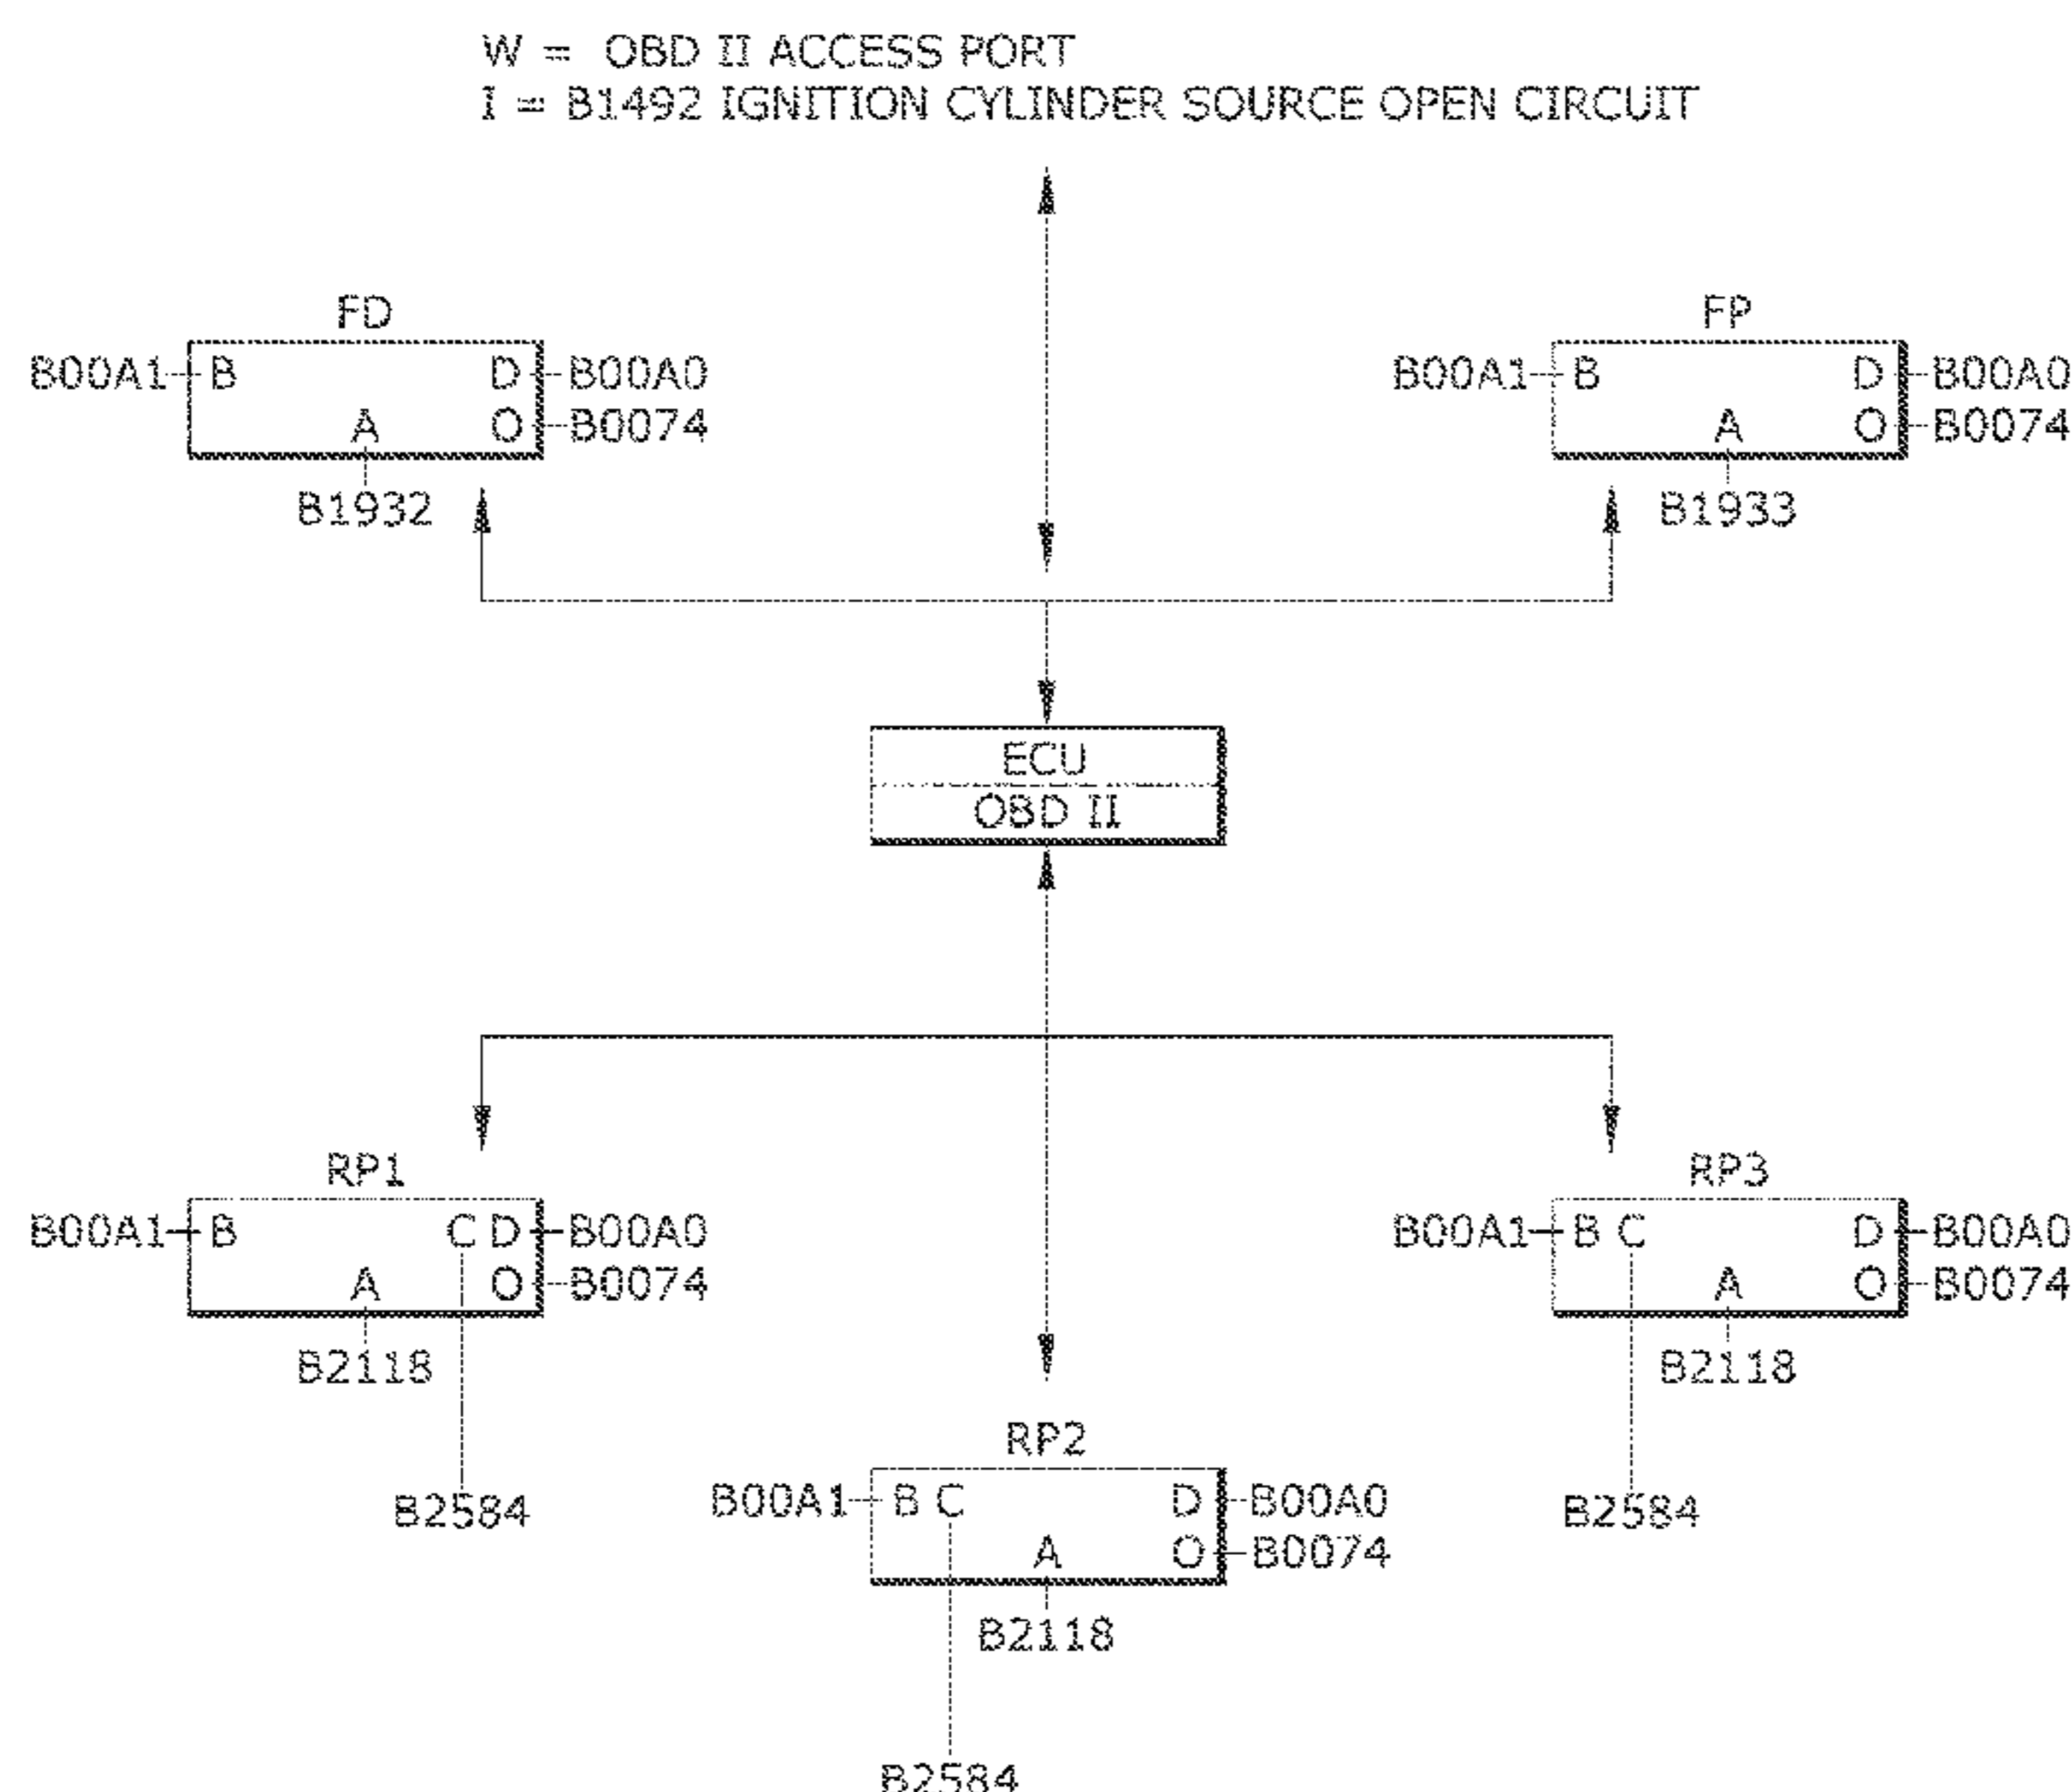 W = OBD II ACCESS PORT
I = B1492 IGNITION CYLINDER SOURCE OPEN CIRCUIT
FD
B00A1 B D B00A0
A O B0074
B1932
FP
B00A1 B D B00A0
A O B0074
B1933
ECU
OBD II
RP1
B00A1 B C D B00A0
A O B0074
B2118
B2584
RP3
B00A1 B C D B00A0
A O B0074
B2118
B2584
RP2
B00A1 B C D B00A0
A O B0074
B2118
B2584